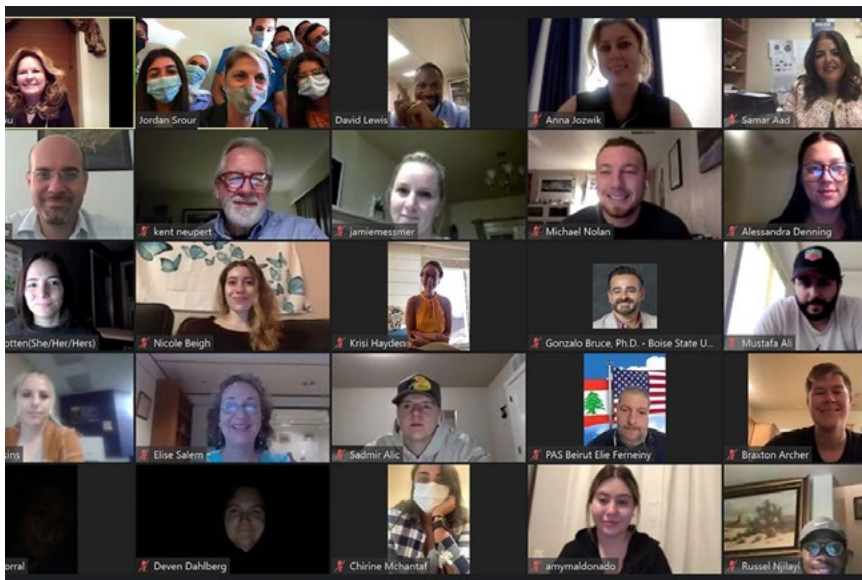 iu
Jordan Srour
David Lewis
Anna Jozwik
Samar Aad
kent neupert
jamiemessmer
Michael Nolan
Alessandra Denning
otten(She/Her/Hers)
Nicole Beigh
Krisi Hayden
Gonzalo Bruce, Ph.D. - Boise State U...
Mustafa Ali
kins
Elise Salem
Sadmir Alic
PAS Beirut Elie Ferneiny
Braxton Archer
orral
Deven Dahlberg
Chirine Mchantaf
amymaldonado
Russel Njilayi